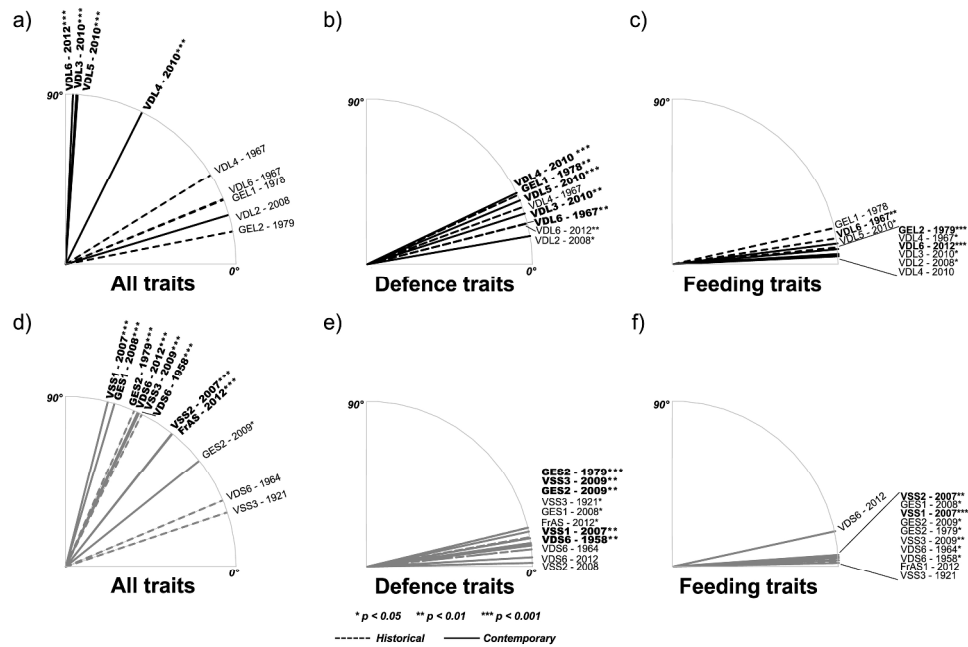 a)
VDL6 - 2012***
VDL3 - 2010***
VDL5 - 2010***
VDL4 - 2010***
90°
VDL4 - 1967
VDL6 - 1967
GEL1 - 1978
VDL2 - 2008
GEL2 - 1979
0°
All traits
b)
90°
VDL4 - 2010 ***
GEL1 - 1978**
VDL5 - 2010***
VDL4 - 1967
VDL3 - 2010**
VDL6 - 1967**
VDL6 - 2012**
VDL2 - 2008*
0°
Defence traits
c)
90°
GEL1 - 1978
VDL6 - 1967**
VDL5 - 2010*
GEL2 - 1979***
VDL4 - 1967*
VDL6 - 2012***
VDL3 - 2010*
VDL2 - 2008*
VDL4 - 2010
0°
Feeding traits
d)
VSS1 - 2007***
GES1 - 2008***
GES2 - 1979***
VDS6 - 2012***
VSS3 - 2009***
VDS6 - 1958***
VSS2 - 2007***
FrAS - 2012***
90°
GES2 - 2009*
VDS6 - 1964
VSS3 - 1921
0°
All traits
e)
90°
GES2 - 1979***
VSS3 - 2009**
GES2 - 2009**
VSS3 - 1921*
GES1 - 2008*
FrAS - 2012*
VSS1 - 2007**
VDS6 - 1958**
VDS6 - 1964
VDS6 - 2012
VSS2 - 2008
0°
Defence traits
f)
90°
VDS6 - 2012
VSS2 - 2007**
GES1 - 2008*
VSS1 - 2007***
GES2 - 2009*
GES2 - 1979*
VSS3 - 2009**
VDS6 - 1964*
VDS6 - 1958*
FrAS1 - 2012
VSS3 - 1921
0°
Feeding traits
* p < 0.05 ** p < 0.01 *** p < 0.001
Historical Contemporary